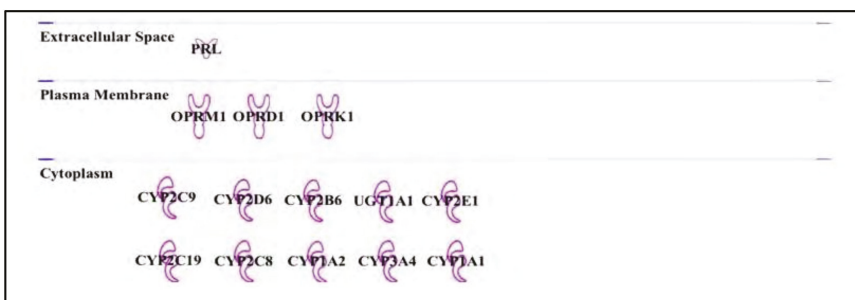 Extracellular Space
PRL
Plasma Membrane
OPRM1 OPRD1 OPRK1
Cytoplasm
CYP2C9 CYP2D6 CYP2B6 UGT1A1 CYP2E1
CYP2C19 CYP2C8 CYP1A2 CYP3A4 CYP1A1